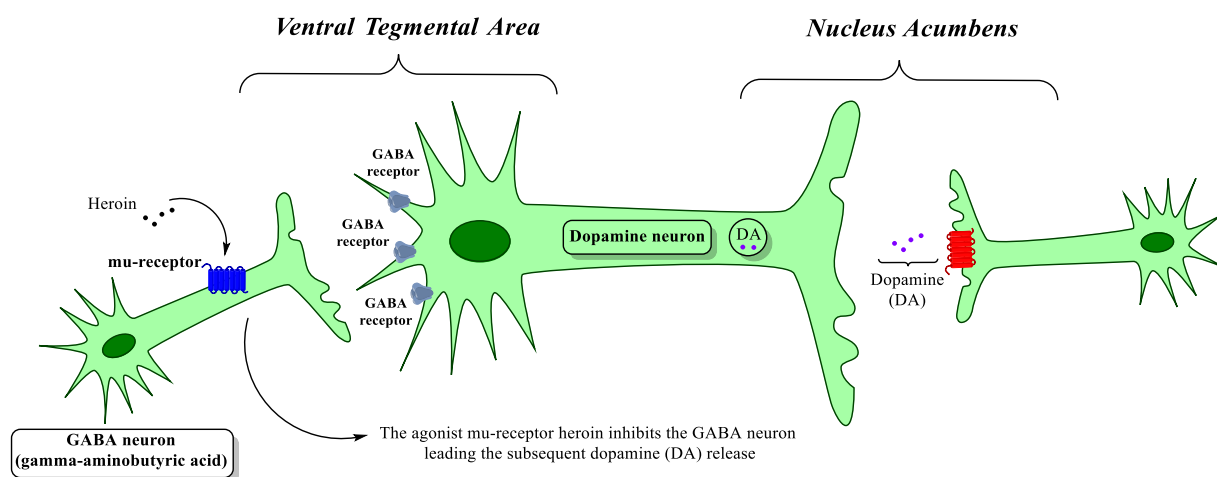 Ventral Tegmental Area
Nucleus Acumbens
GABA
receptor
Heroin
GABA
receptor
mu-receptor
Dopamine neuron
DA
Dopamine
(DA)
GABA
receptor
GABA neuron
(gamma-aminobutyric acid)
The agonist mu-receptor heroin inhibits the GABA neuron
leading the subsequent dopamine (DA) release